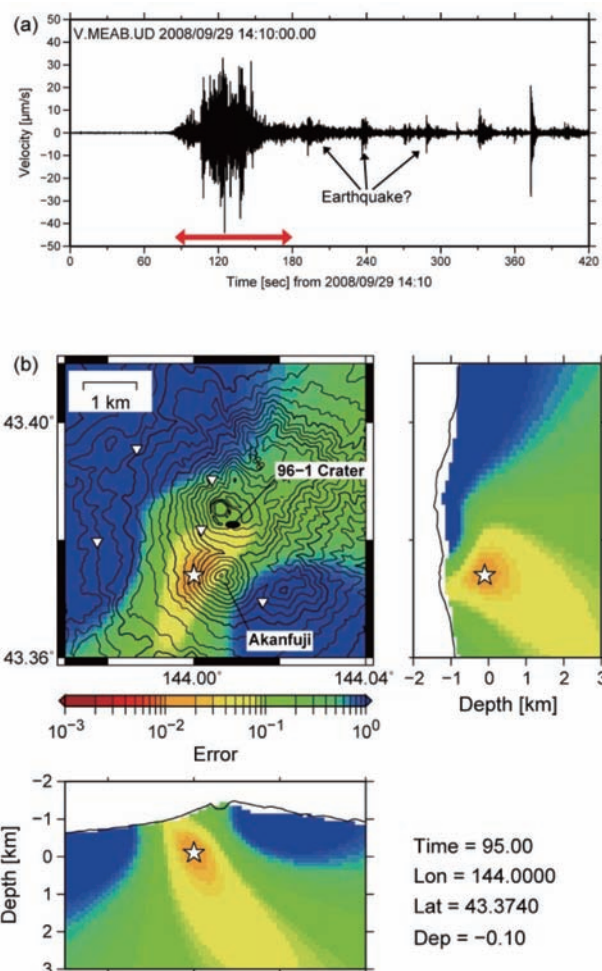 (a)
V.MEAB.UD 2008/09/29 14:10:00.00
50
40
30
20
10
0
−10
−20
−30
−40
−50
Velocity [μm/s]
Earthquake?
0 60 120 180 240 300 360 420
Time [sec] from 2008/09/29 14:10
(b)
1 km
43.40°
96−1 Crater
Akanfuji
43.36°
144.00° 144.04°
−2 −1 0 1 2 3
Depth [km]
10−3 10−2 10−1 100
Error
−2
−1
0
1
2
3
Depth [km]
Time = 95.00
Lon = 144.0000
Lat = 43.3740
Dep = −0.10